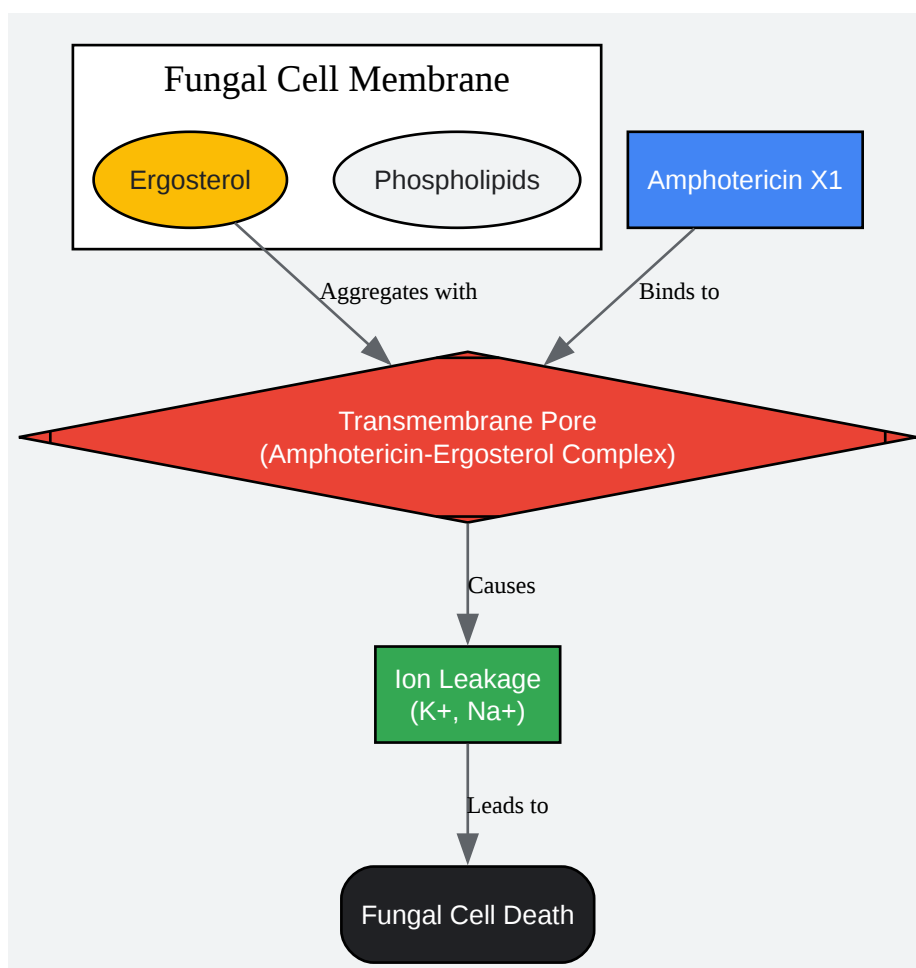 Fungal Cell Membrane
Ergosterol
Phospholipids
Amphotericin X1
Aggregates with
Binds to
Transmembrane Pore
(Amphotericin-Ergosterol Complex)
Causes
Ion Leakage
(K+, Na+)
Leads to
Fungal Cell Death